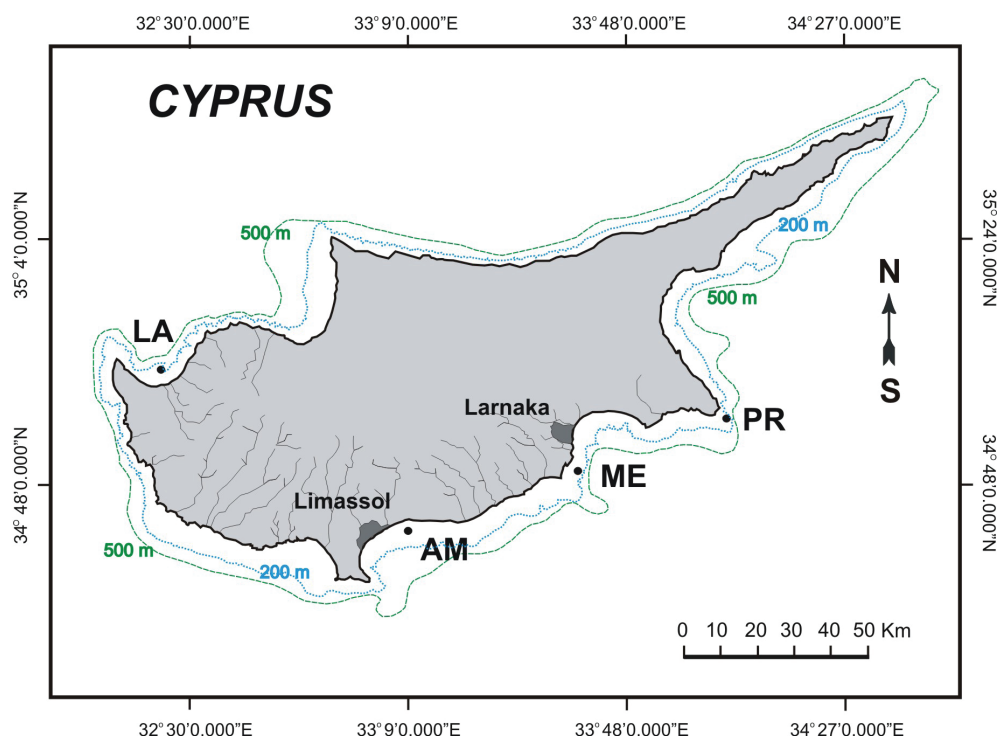 32°30'0.000"E 33°9'0.000"E 33°48'0.000"E 34°27'0.000"E
CYPRUS
200 m
500 m
35°4'0.000"N
35°24'0.000"N
N
500 m
LA
S
Larnaka
PR
ME
34°48'0.000"N
34°48'0.000"N
Limassol
500 m
AM
200 m
0 10 20 30 40 50 Km
32°30'0.000"E 33°9'0.000"E 33°48'0.000"E 34°27'0.000"E